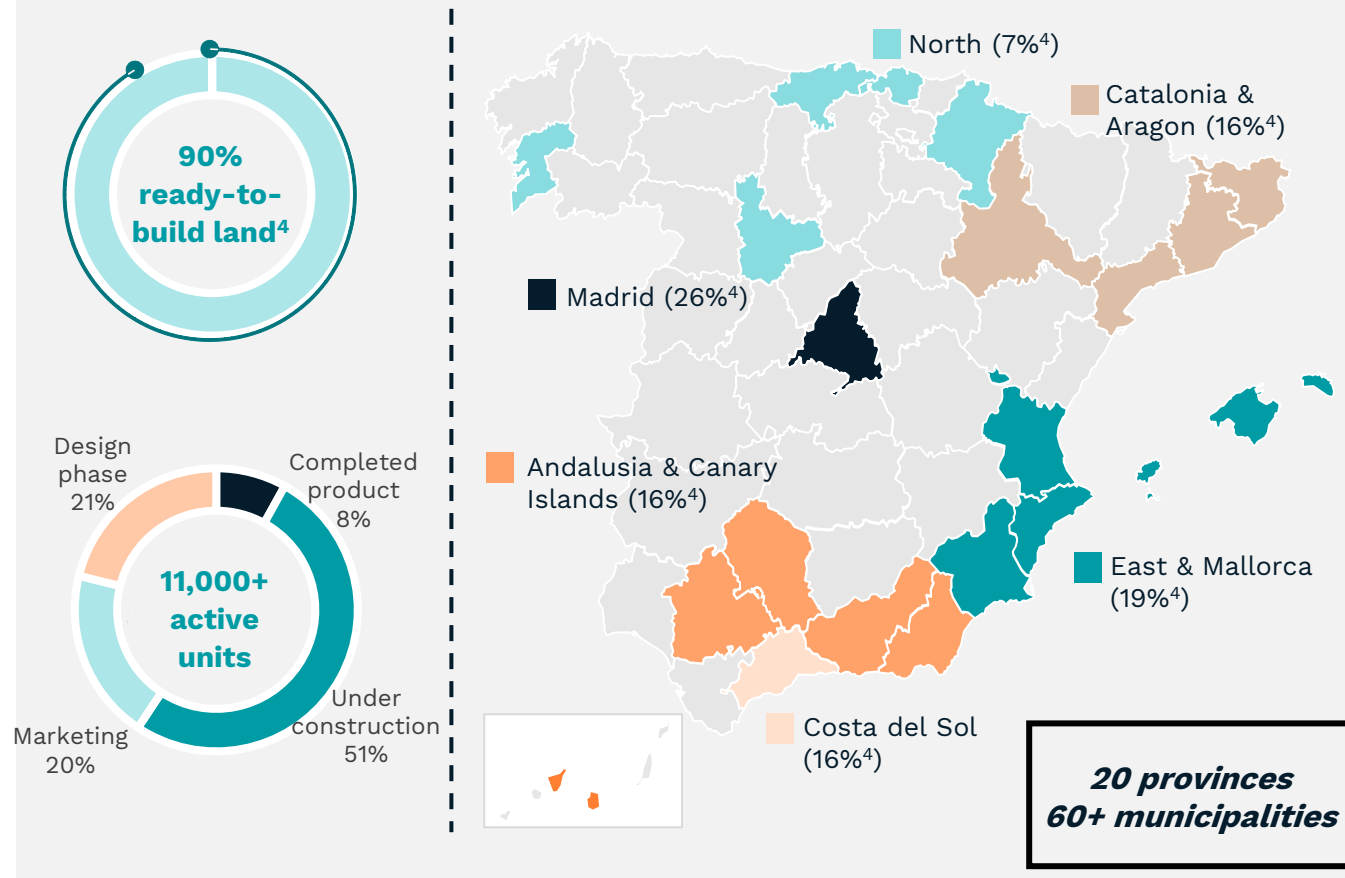 90%
ready-to-
build land⁴
Design
phase
21%
Completed
product
8%
11,000+
active
units
Marketing
20%
Under
construction
51%
North (7%⁴)
Catalonia &
Aragon (16%⁴)
Madrid (26%⁴)
Andalusia & Canary
Islands (16%⁴)
East & Mallorca
(19%⁴)
Costa del Sol
(16%⁴)
20 provinces
60+ municipalities